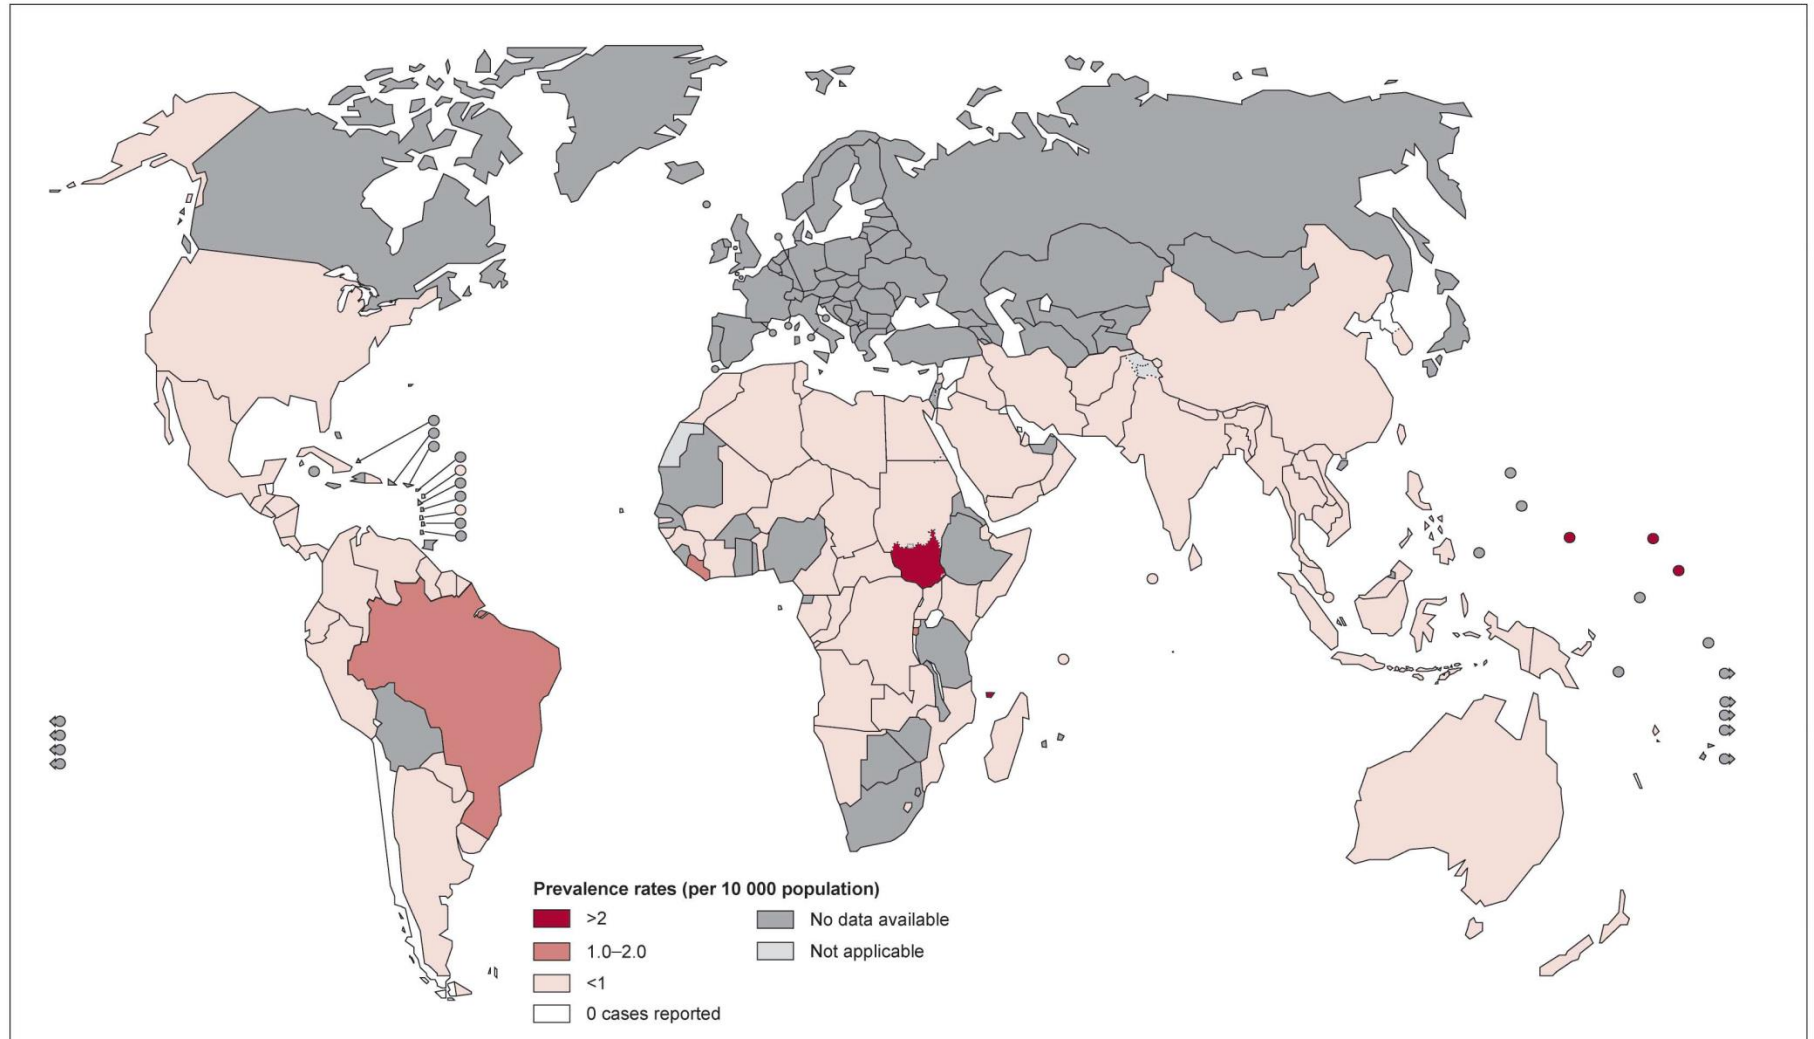 Prevalence rates (per 10 000 population)
>2
1.0–2.0
<1
0 cases reported
No data available
Not applicable